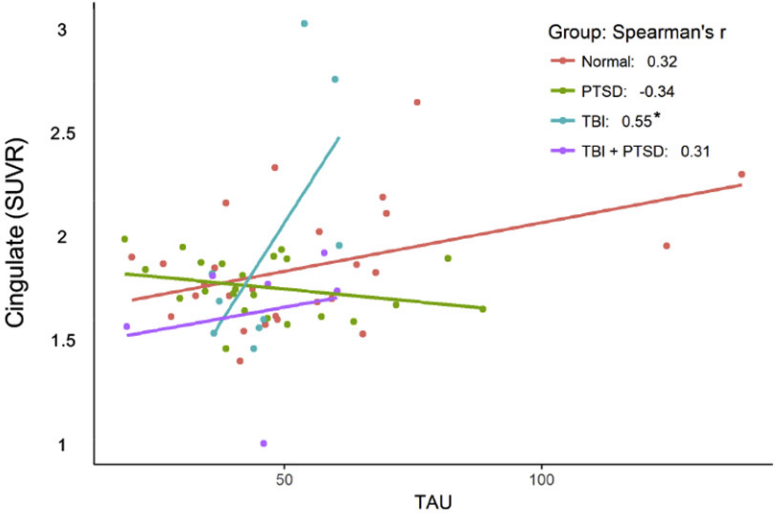 Group: Spearman's r
Normal: 0.32
PTSD: -0.34
TBI: 0.55*
TBI + PTSD: 0.31
Cingulate (SUVR)
3
2.5
2
1.5
1
50
100
TAU